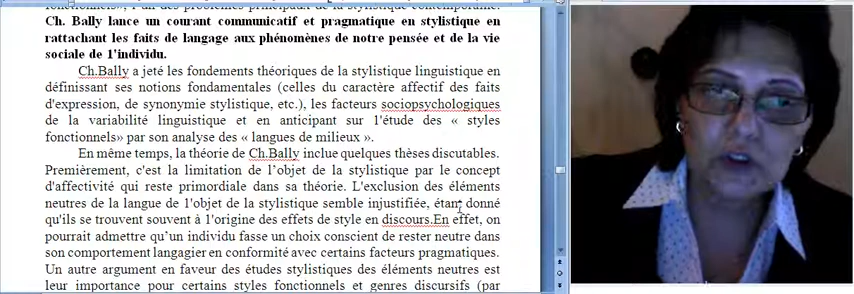 Ch. Bally lance un courant communicatif et pragmatique en stylistique en
rattachant les faits de langage aux phénomènes de notre pensée et de la vie
sociale de l'individu.
Ch.Bally a jeté les fondements théoriques de la stylistique linguistique en
définissant ses notions fondamentales (celles du caractère affectif des faits
d'expression, de synonymie stylistique, etc.), les facteurs sociopsychologiques
de la variabilité linguistique et en anticipant sur l'étude des « styles
fonctionnels» par son analyse des « langues de milieux ».
En même temps, la théorie de Ch.Bally inclue quelques thèses discutables.
Premièrement, c'est la limitation de l'objet de la stylistique par le concept
d'affectivité qui reste primordiale dans sa théorie. L'exclusion des éléments
neutres de la langue de l'objet de la stylistique semble injustifiée, étant donné
qu'ils se trouvent souvent à l'origine des effets de style en discours.En effet, on
pourrait admettre qu'un individu fasse un choix conscient de rester neutre dans
son comportement langagier en conformité avec certains facteurs pragmatiques.
Un autre argument en faveur des études stylistiques des éléments neutres est
leur importance pour certains styles fonctionnels et genres discursifs (par